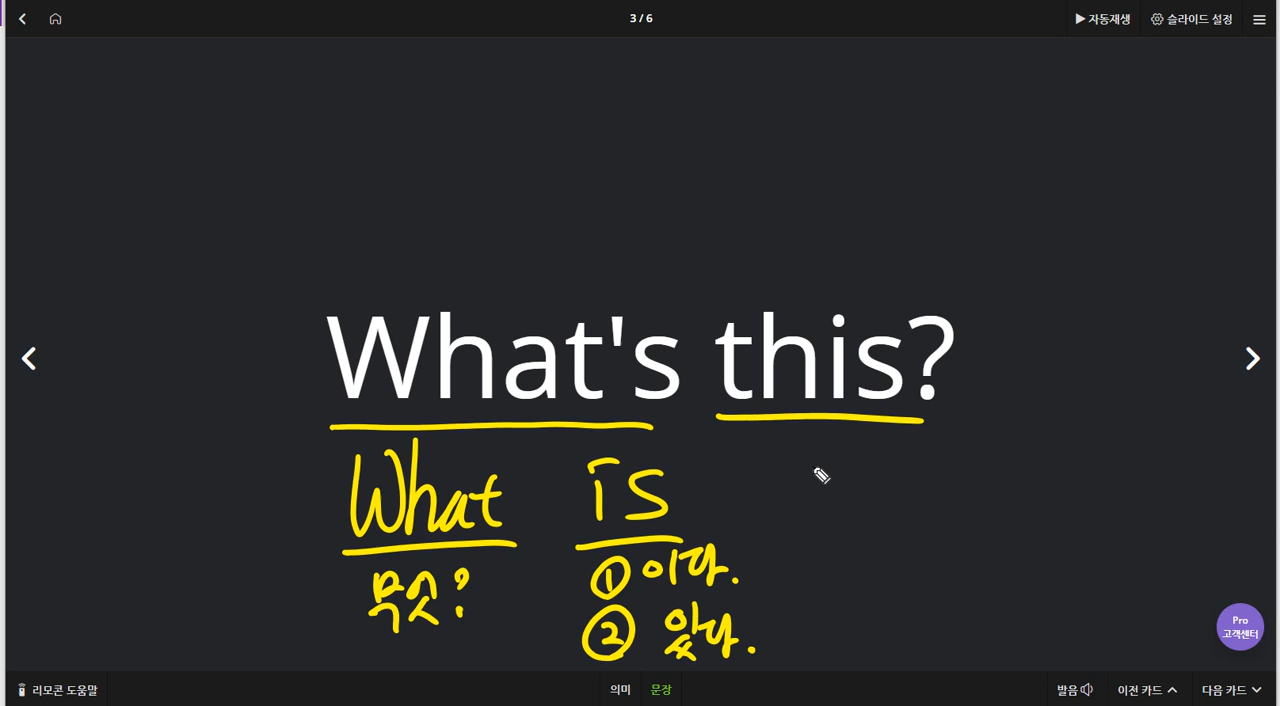 3 / 6
자동재생
슬라이드 설정
What's this?
What is
무엇? ① 이다.
② 있다.
Pro
고객센터
리모콘 도움말
의미
문장
발음
이전 카드
다음 카드